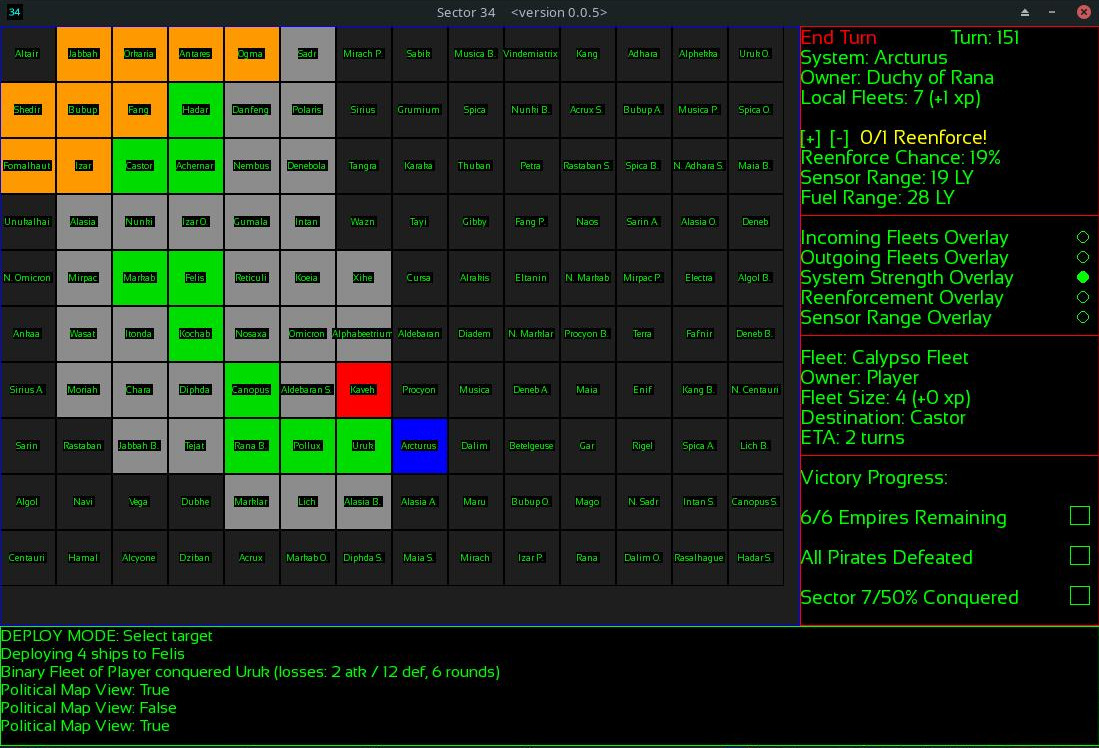 34 Sector 34 <version 0.0.5>
Altair Jabbah Orkaria Antares Ogma Sadr Mirach P. Sabik Musica B. Vindemiatrix Kang Adhara Alphekka Uruk O.
Shedir Bubup Fang Hadar Danfeng Polaris Sirius Grumium Spica Nunki B. Acrux S. Bubup A. Musica P. Spica O.
Fomalhaut Izar Castor Achernar Nembus Denebola Tangra Karaka Thuban Petra Rastaban S. Spica B. N. Adhara S. Maia B.
Unukalhai Alasia Nunki Izar O. Gumala Intan Wazn Tayi Gibby Fang P. Naos Sarin A. Alasia O. Deneb
N. Omicron Mirpac Markab Felis Reticuli Koeia Xihe Cursa Alrakis Eltanin N. Markab Mirpac P. Electra Algol B.
Ankaa Wasat Itonda Kochab Nosaxa Omicron Alphabeetrium Aldebaran Diadem N. Marklar Procyon B. Terra Fafnir Deneb B.
Sirius A. Moriah Chara Diphda Canopus Aldebaran S. Kaveh Procyon Musica Deneb A. Maia Enif Kang B. N. Centauri
Sarin Rastaban Jabbah B. Tejat Rana B. Pollux Uruk Arcturus Dalim Betelgeuse Gar Rigel Spica A. Lich B.
Algol Navi Vega Dubhe Marklar Lich Alasia B. Alasia A. Maru Bubup O. Mago N. Sadr Intan S. Canopus S.
Centauri Hamal Alcyone Dziban Acrux Markab O. Diphda S. Maia S. Mirach Izar P. Rana Dalim O. Rasalhague Hadar S.
End Turn Turn: 151
System: Arcturus
Owner: Duchy of Rana
Local Fleets: 7 (+1 xp)
[+] [-] 0/1 Reenforce!
Reenforce Chance: 19%
Sensor Range: 19 LY
Fuel Range: 28 LY
Incoming Fleets Overlay
Outgoing Fleets Overlay
System Strength Overlay
Reenforcement Overlay
Sensor Range Overlay
Fleet: Calypso Fleet
Owner: Player
Fleet Size: 4 (+0 xp)
Destination: Castor
ETA: 2 turns
Victory Progress:
6/6 Empires Remaining
All Pirates Defeated
Sector 7/50% Conquered
DEPLOY MODE: Select target
Deploying 4 ships to Felis
Binary Fleet of Player conquered Uruk (losses: 2 atk / 12 def, 6 rounds)
Political Map View: True
Political Map View: False
Political Map View: True